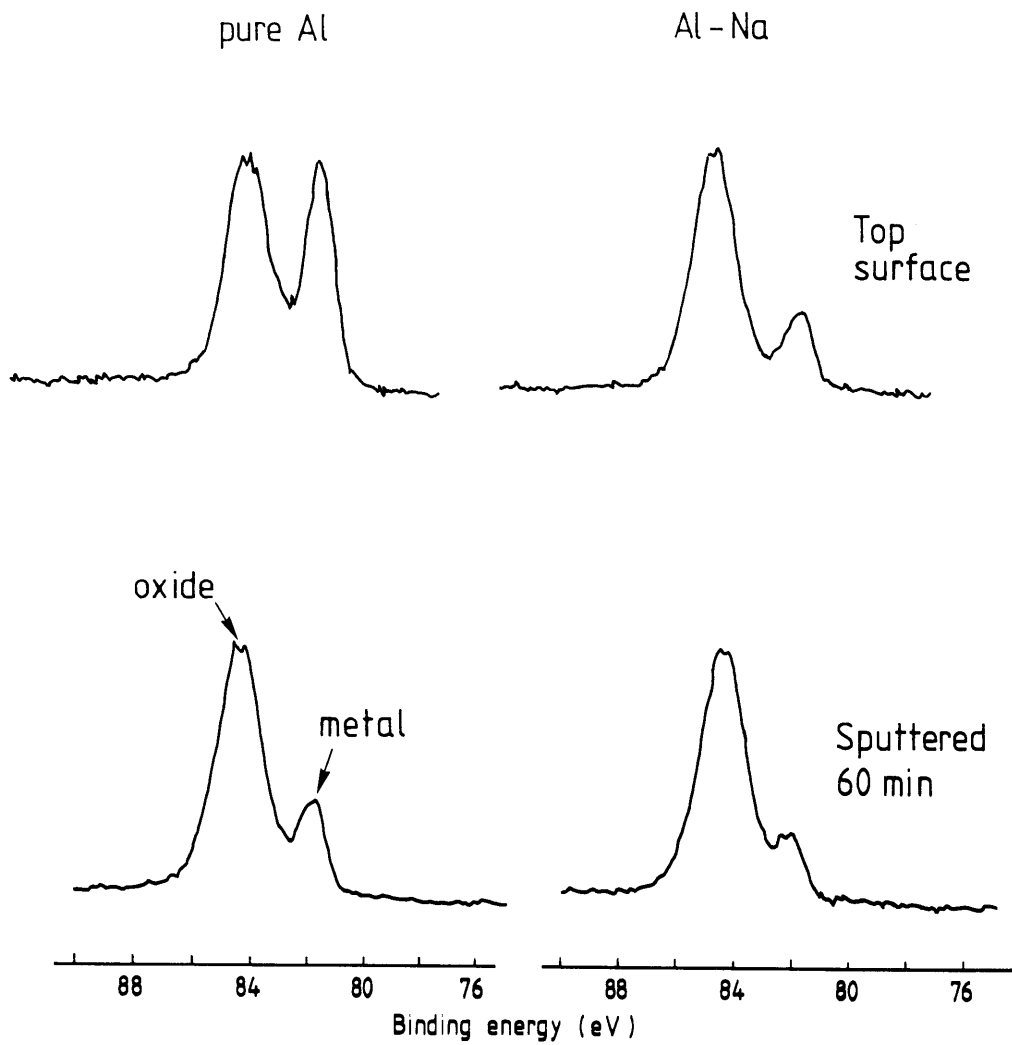 pure Al
Al-Na
Top
surface
oxide
metal
Sputtered
60 min
88 84 80 76
88 84 80 76
Binding energy (eV)